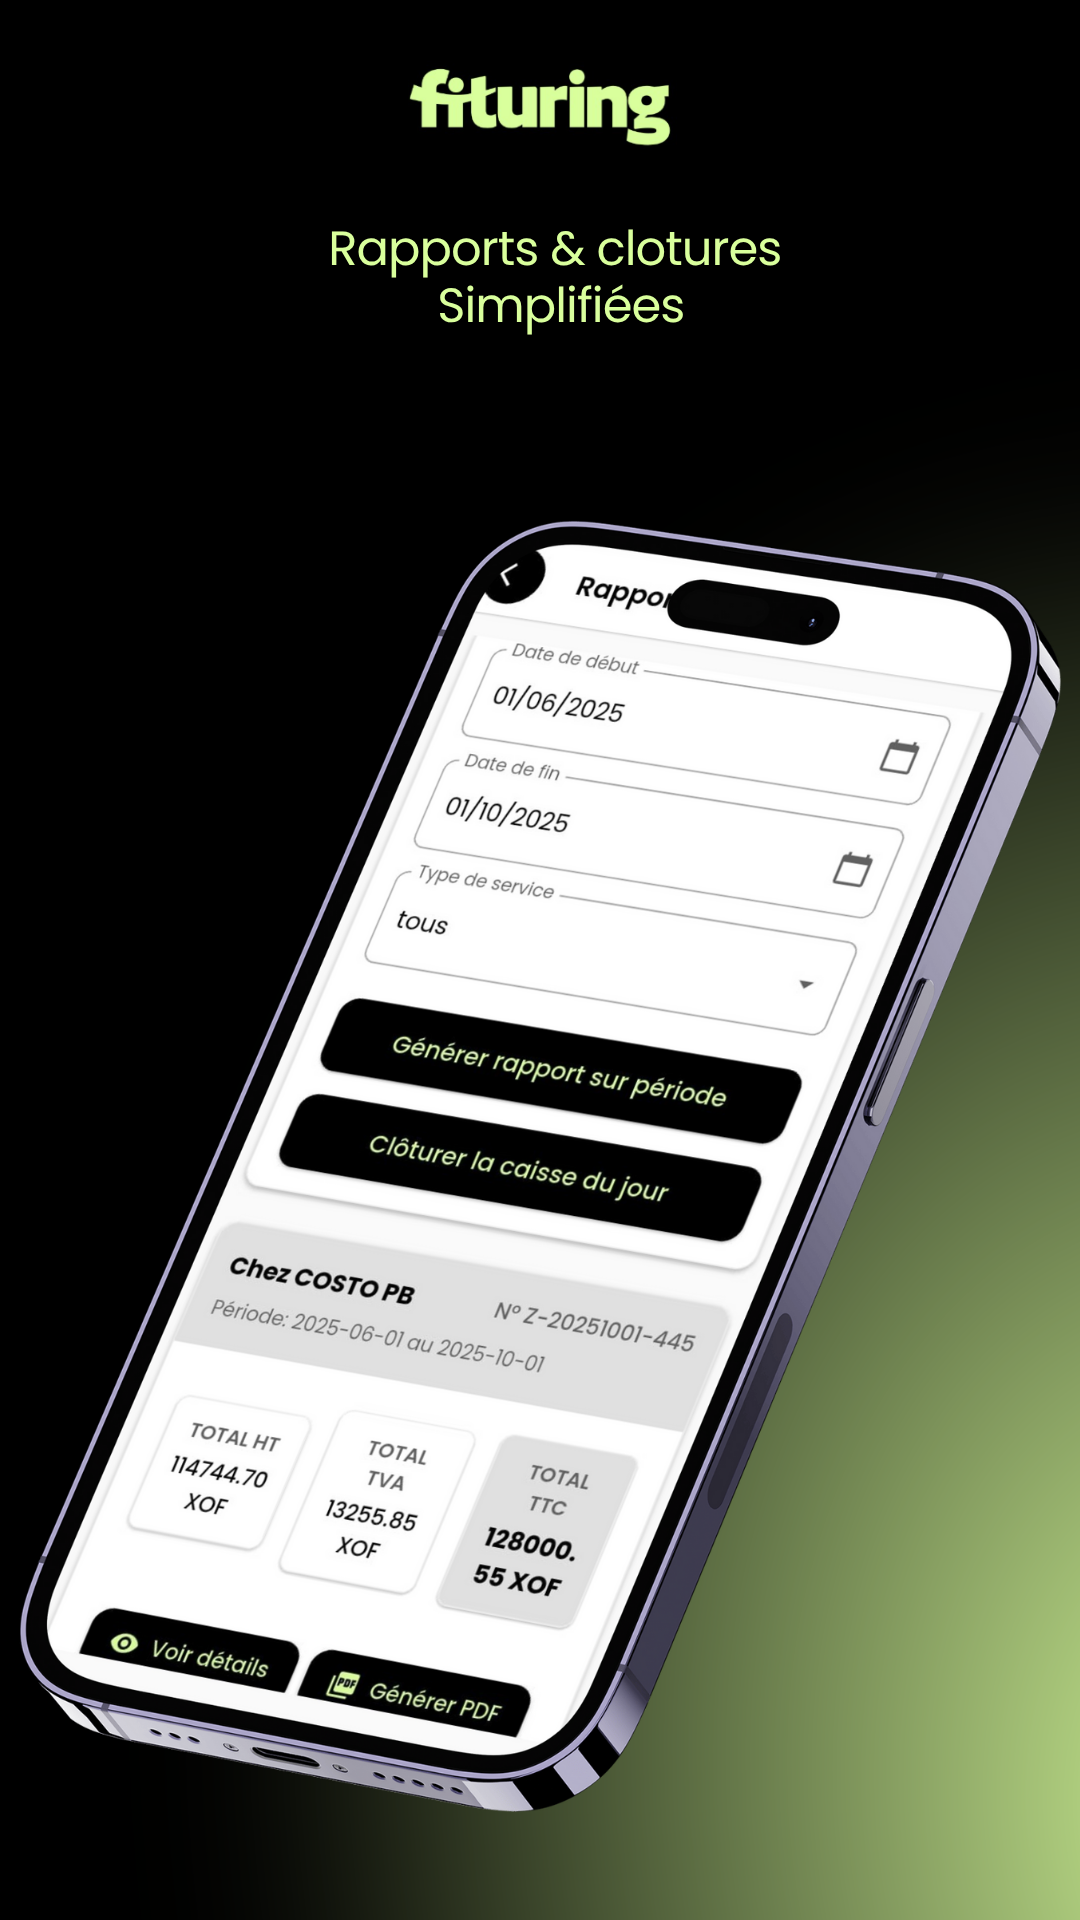 fituring
Rapports & clotures
Simplifiées
Date de début
01/06/2025
Date de fin
01/10/2025
Type de service
tous
Générer rapport sur période
Clôturer la caisse du jour
Chez COSTO PB
N° Z-20251001-445
Période: 2025-06-01 au 2025-10-01
TOTAL HT
114744.70
XOF
TOTAL
TVA
13255.85
XOF
TOTAL
TTC
128000.
55 XOF
Voir détails
PDF
Générer PDF